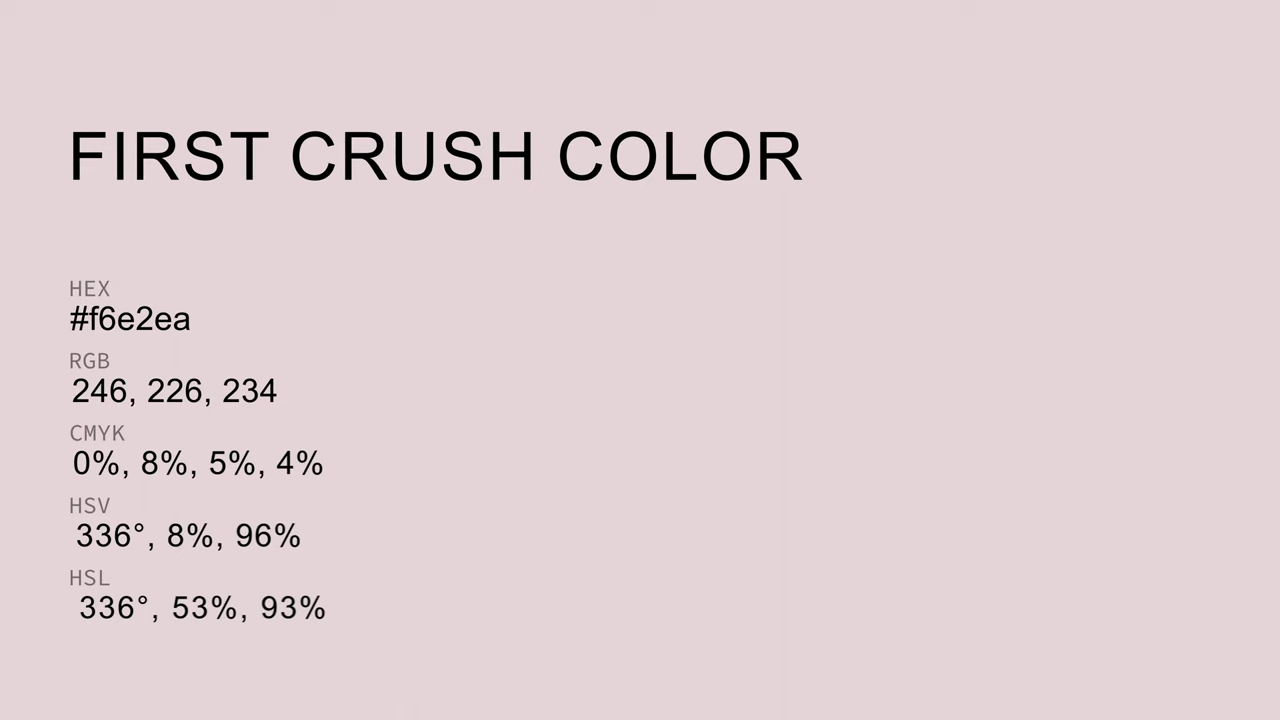 FIRST CRUSH COLOR
HEX
#f6e2ea
RGB
246, 226, 234
CMYK
0%, 8%, 5%, 4%
HSV
336°, 8%, 96%
HSL
336°, 53%, 93%